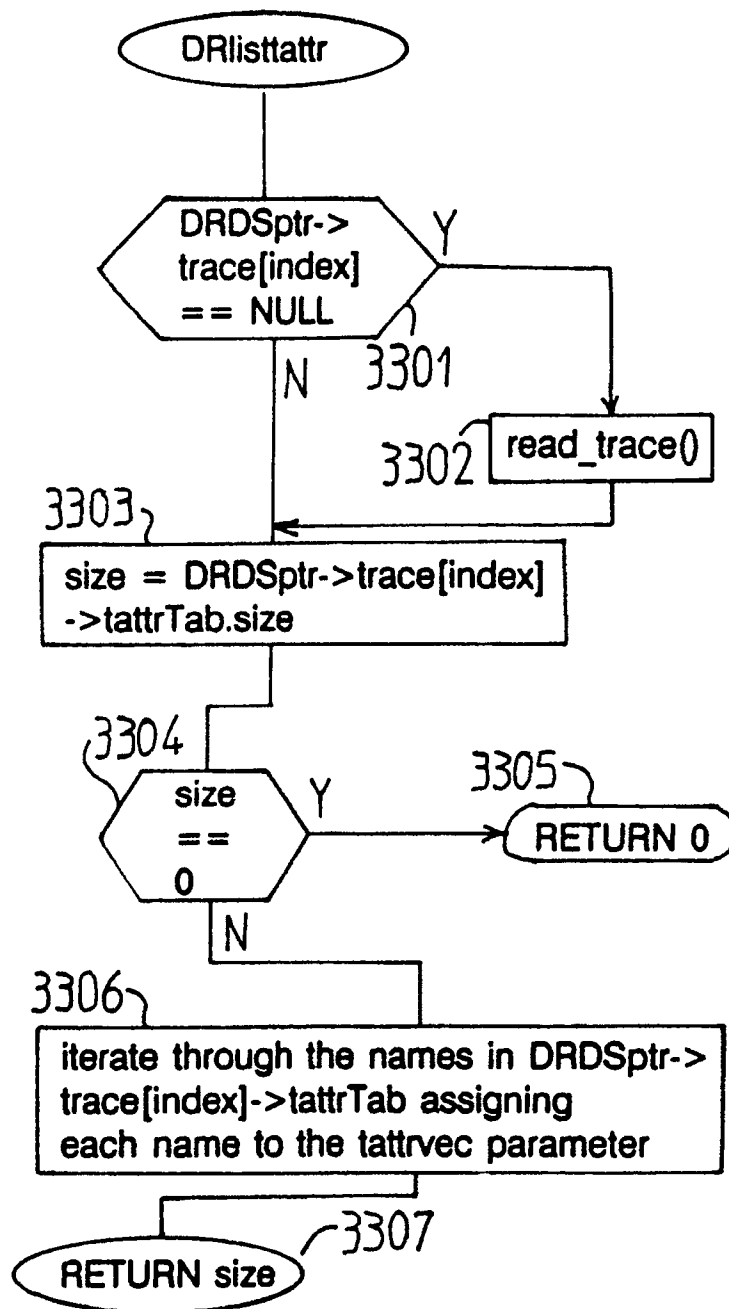 DRlisttattr
DRDSptr->
trace[index]
== NULL
Y
3301
N
3302
read_trace()
3303
size = DRDSptr->trace[index]
->tattrTab.size
3304
size
==
0
Y
3305
RETURN 0
N
3306
iterate through the names in DRDSptr->
trace[index]->tattrTab assigning
each name to the tattrvec parameter
3307
RETURN size